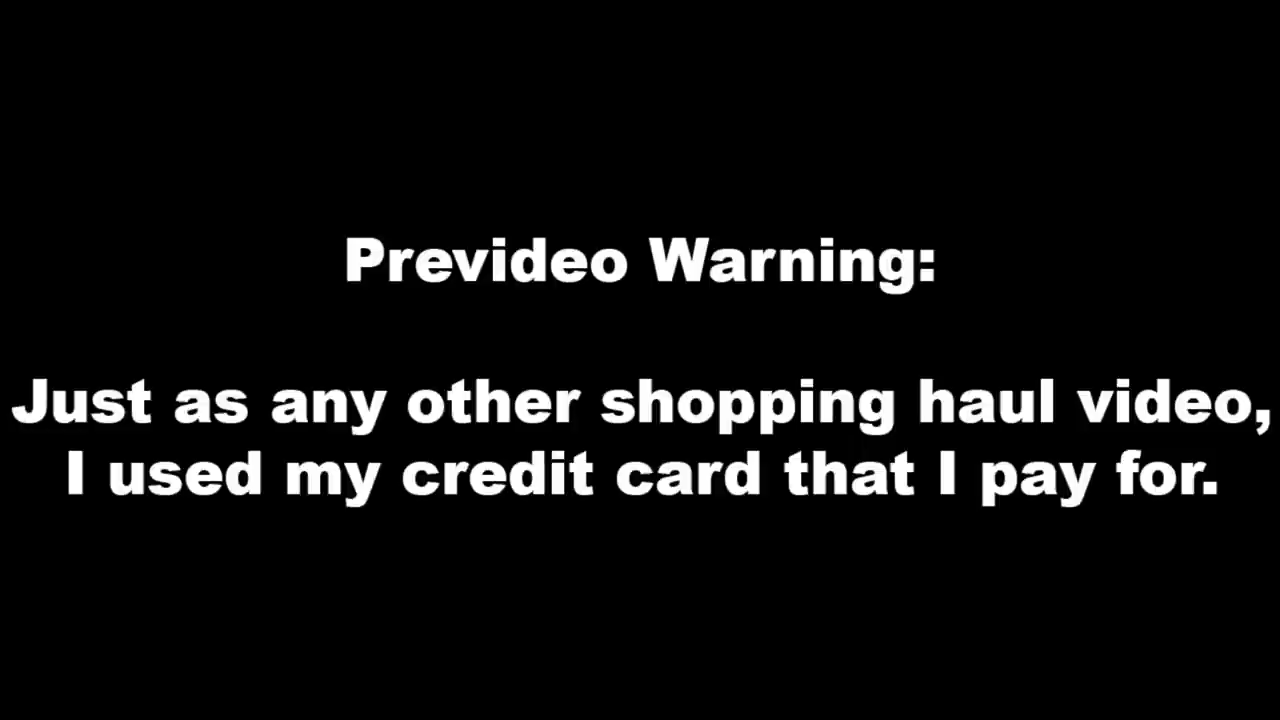 Prevideo Warning:
Just as any other shopping haul video,
I used my credit card that I pay for.